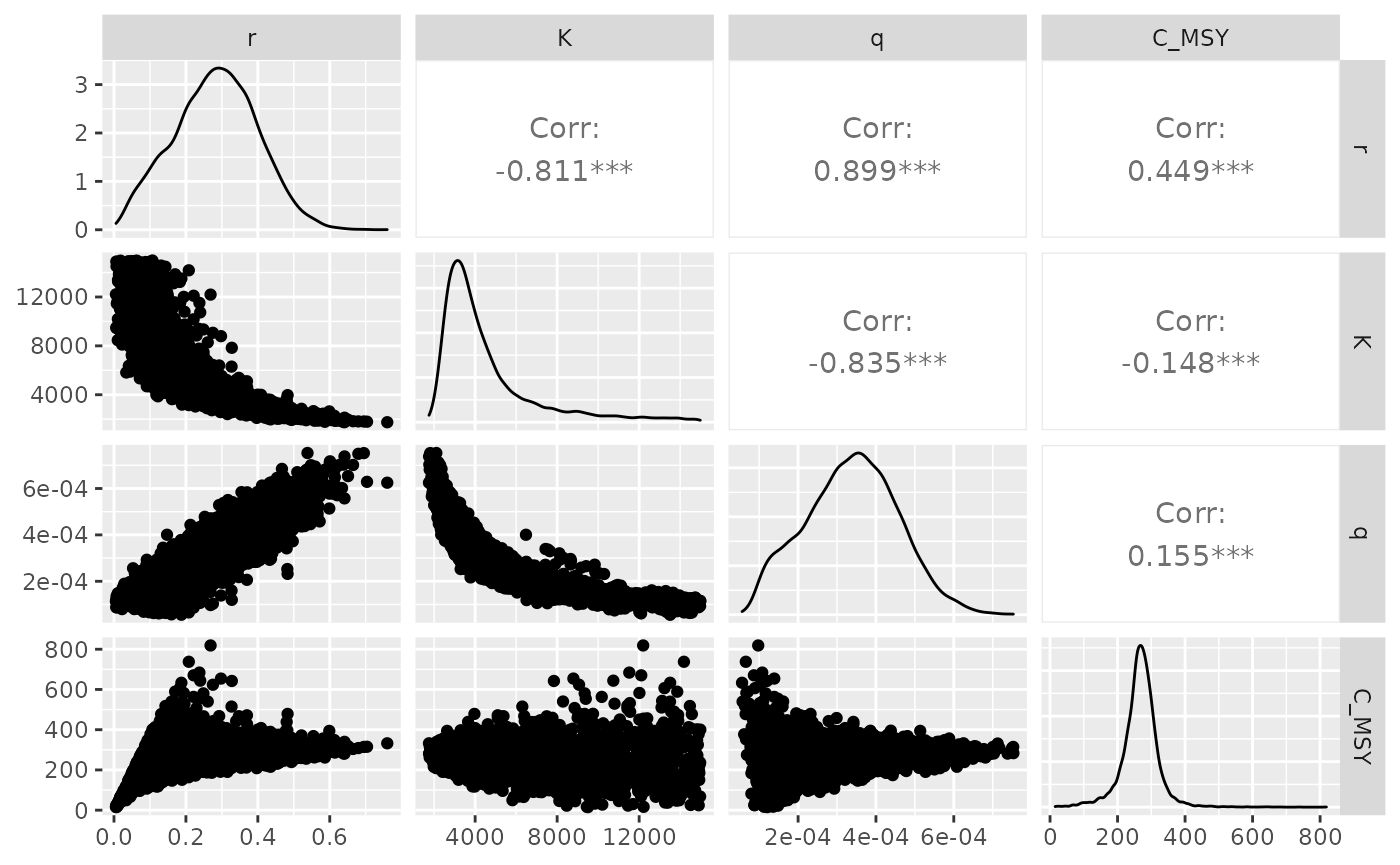 r
K
q
C_MSY
3
2
1
0
Corr:
-0.811***
Corr:
0.899***
Corr:
0.449***
r
12000
8000
4000
Corr:
-0.835***
Corr:
-0.148***
K
6e-04
4e-04
2e-04
Corr:
0.155***
q
800
600
400
200
0
C_MSY
0.0 0.2 0.4 0.6
4000 8000 12000
2e-04 4e-04 6e-04
0 200 400 600 800